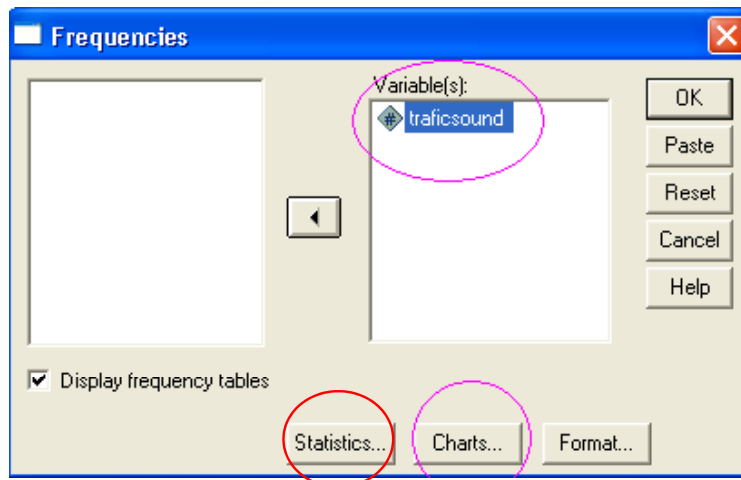 Frequencies
Variable(s):
# traficsound
OK
Paste
Reset
Cancel
Help
Display frequency tables
Statistics...
Charts...
Format...